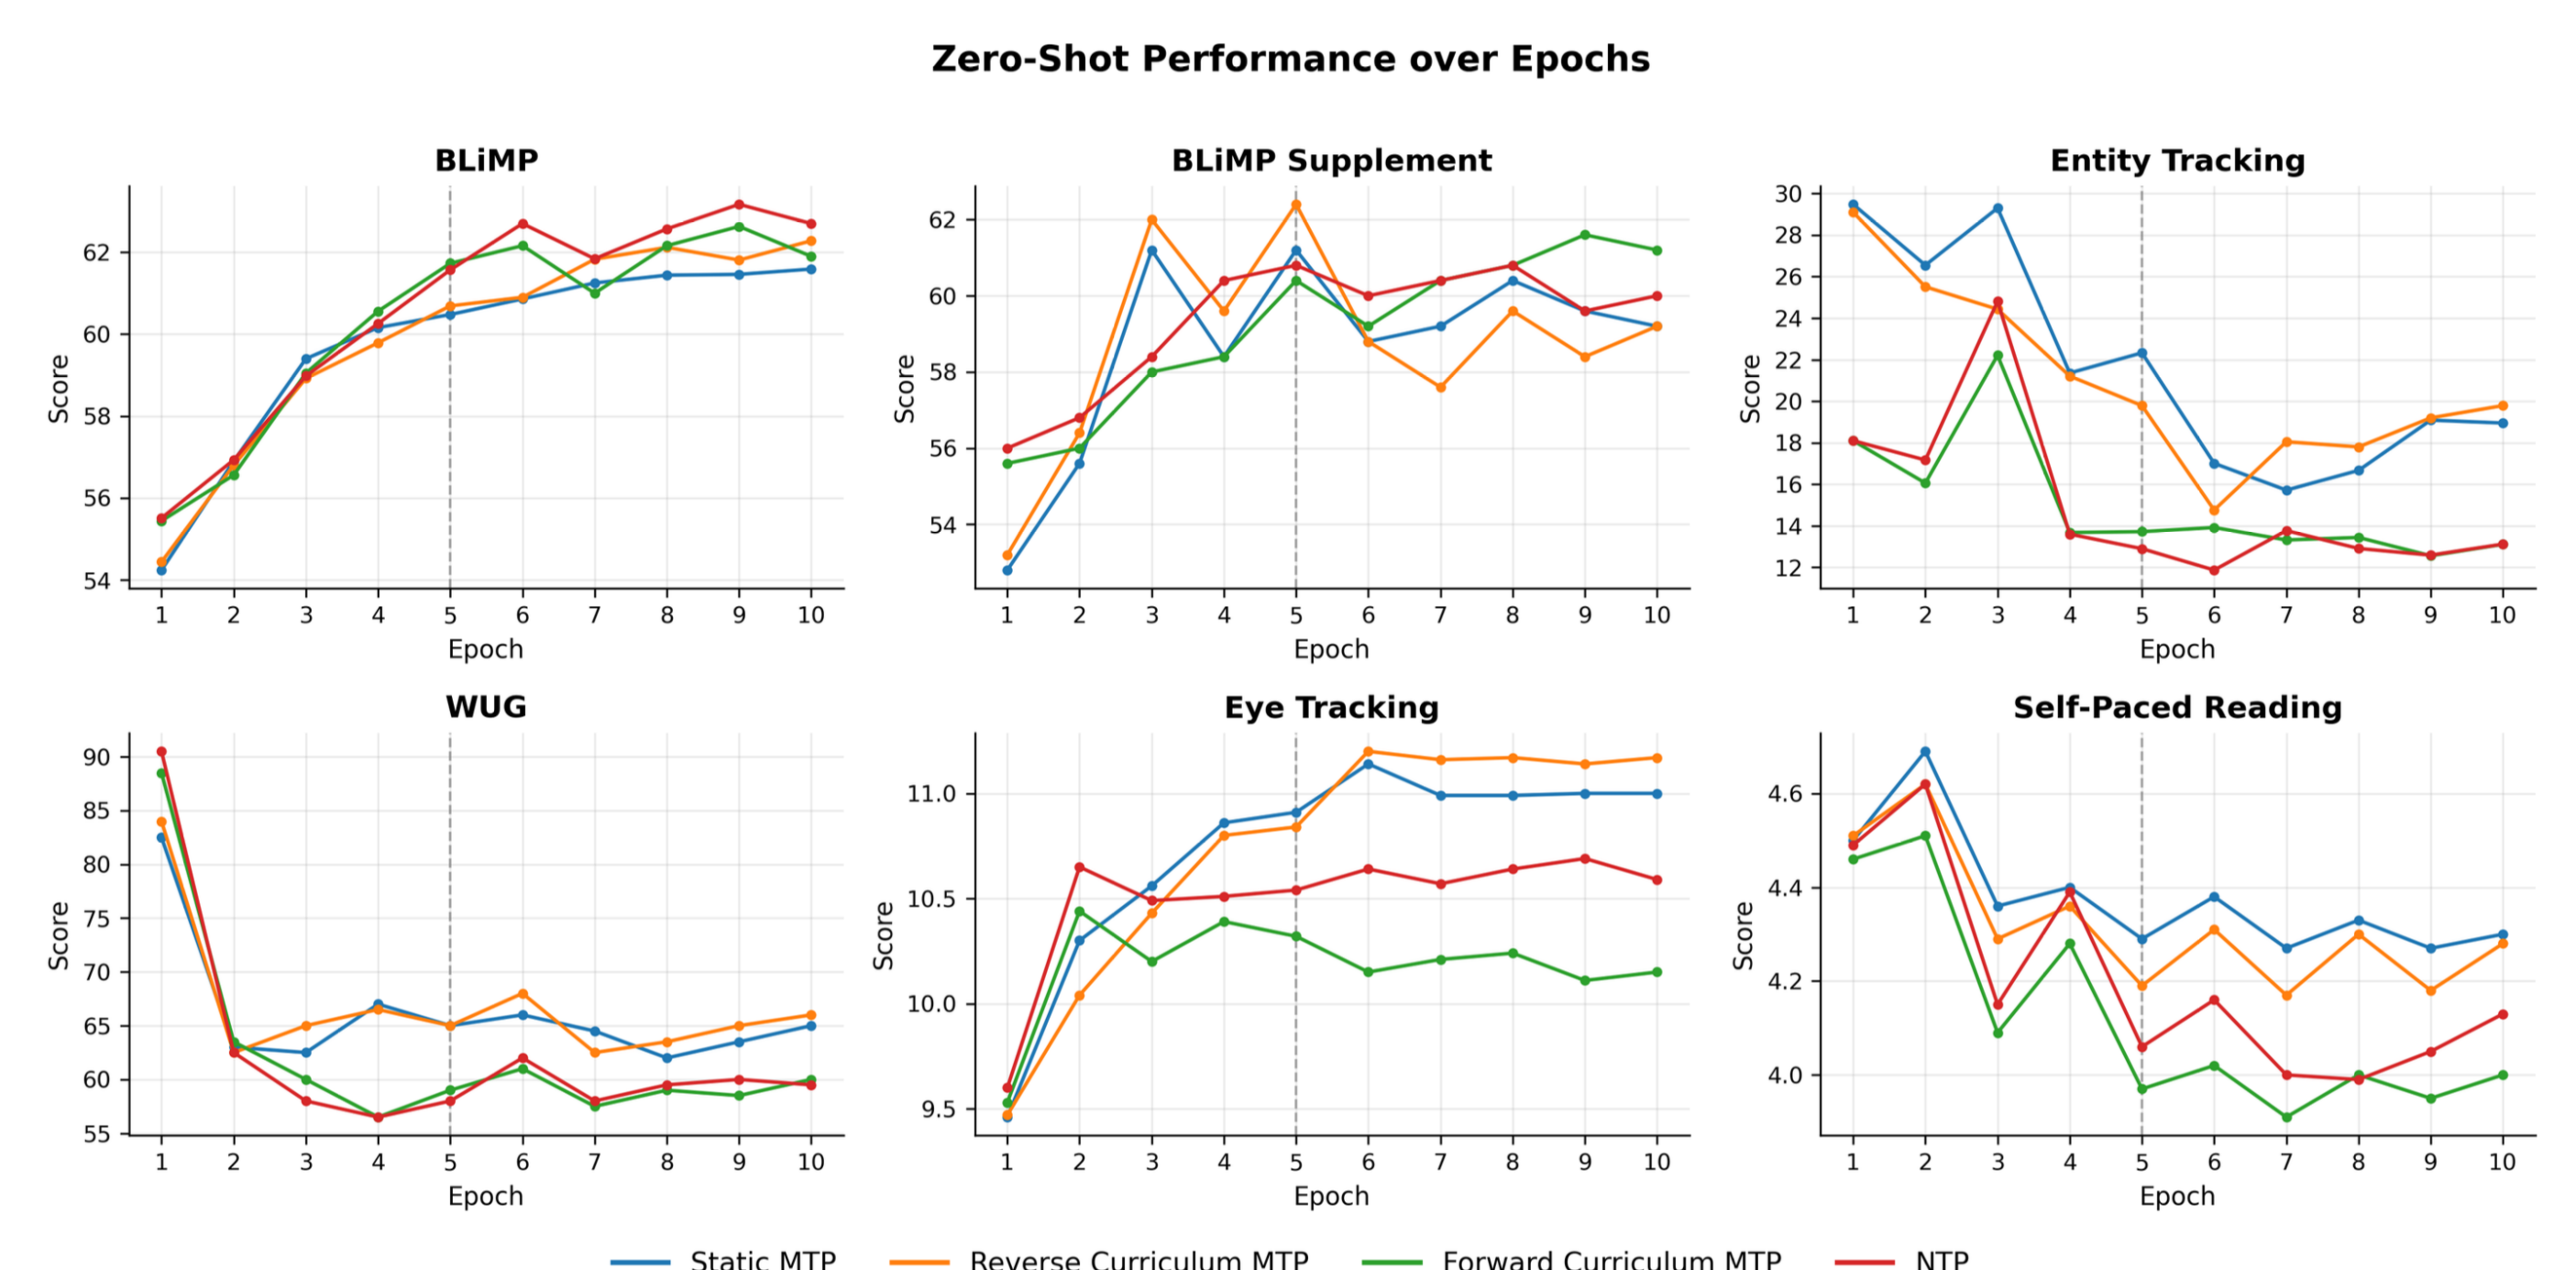 Zero-Shot Performance over Epochs
BLiMP
62
60
58
56
54
Score
1 2 3 4 5 6 7 8 9 10
Epoch
BLiMP Supplement
62
60
58
56
54
Score
1 2 3 4 5 6 7 8 9 10
Epoch
Entity Tracking
30
28
26
24
22
20
18
16
14
12
Score
1 2 3 4 5 6 7 8 9 10
Epoch
WUG
90
85
80
75
70
65
60
55
Score
1 2 3 4 5 6 7 8 9 10
Epoch
Eye Tracking
11.0
10.5
10.0
9.5
Score
1 2 3 4 5 6 7 8 9 10
Epoch
Self-Paced Reading
4.6
4.4
4.2
4.0
Score
1 2 3 4 5 6 7 8 9 10
Epoch
Static MTP Reverse Curriculum MTP Forward Curriculum MTP NTP